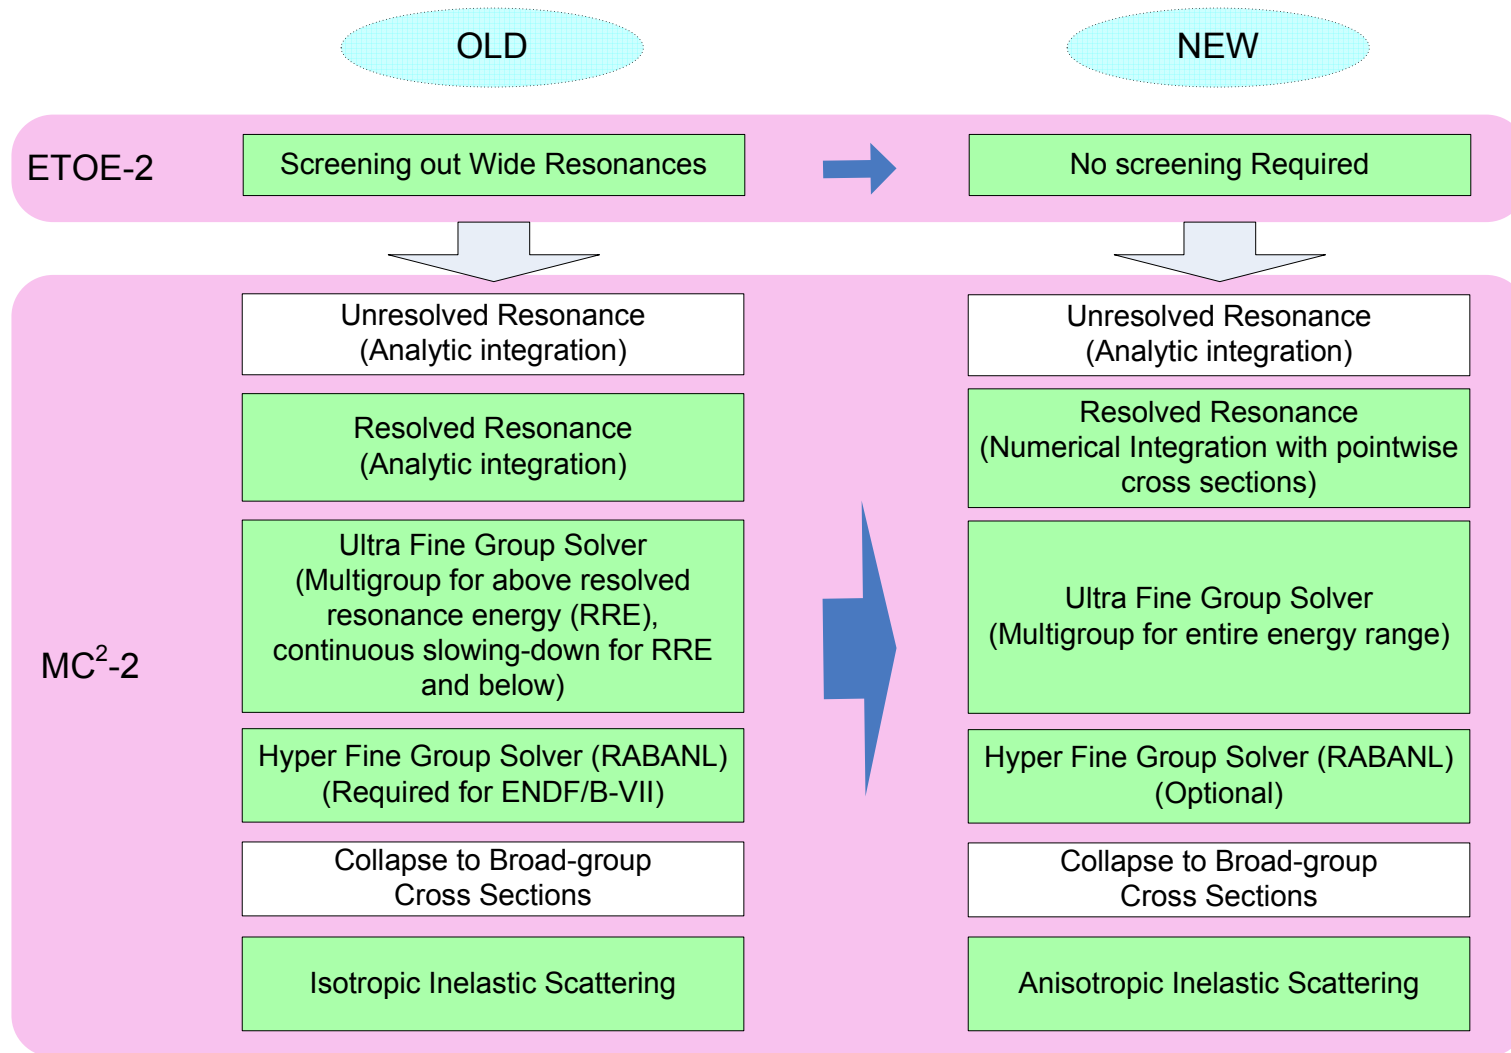 OLD
NEW
ETOE-2
Screening out Wide Resonances
No screening Required
MC²-2
Unresolved Resonance
(Analytic integration)
Resolved Resonance
(Analytic integration)
Ultra Fine Group Solver
(Multigroup for above resolved
resonance energy (RRE),
continuous slowing-down for RRE
and below)
Hyper Fine Group Solver (RABANL)
(Required for ENDF/B-VII)
Collapse to Broad-group
Cross Sections
Isotropic Inelastic Scattering
Unresolved Resonance
(Analytic integration)
Resolved Resonance
(Numerical Integration with pointwise
cross sections)
Ultra Fine Group Solver
(Multigroup for entire energy range)
Hyper Fine Group Solver (RABANL)
(Optional)
Collapse to Broad-group
Cross Sections
Anisotropic Inelastic Scattering